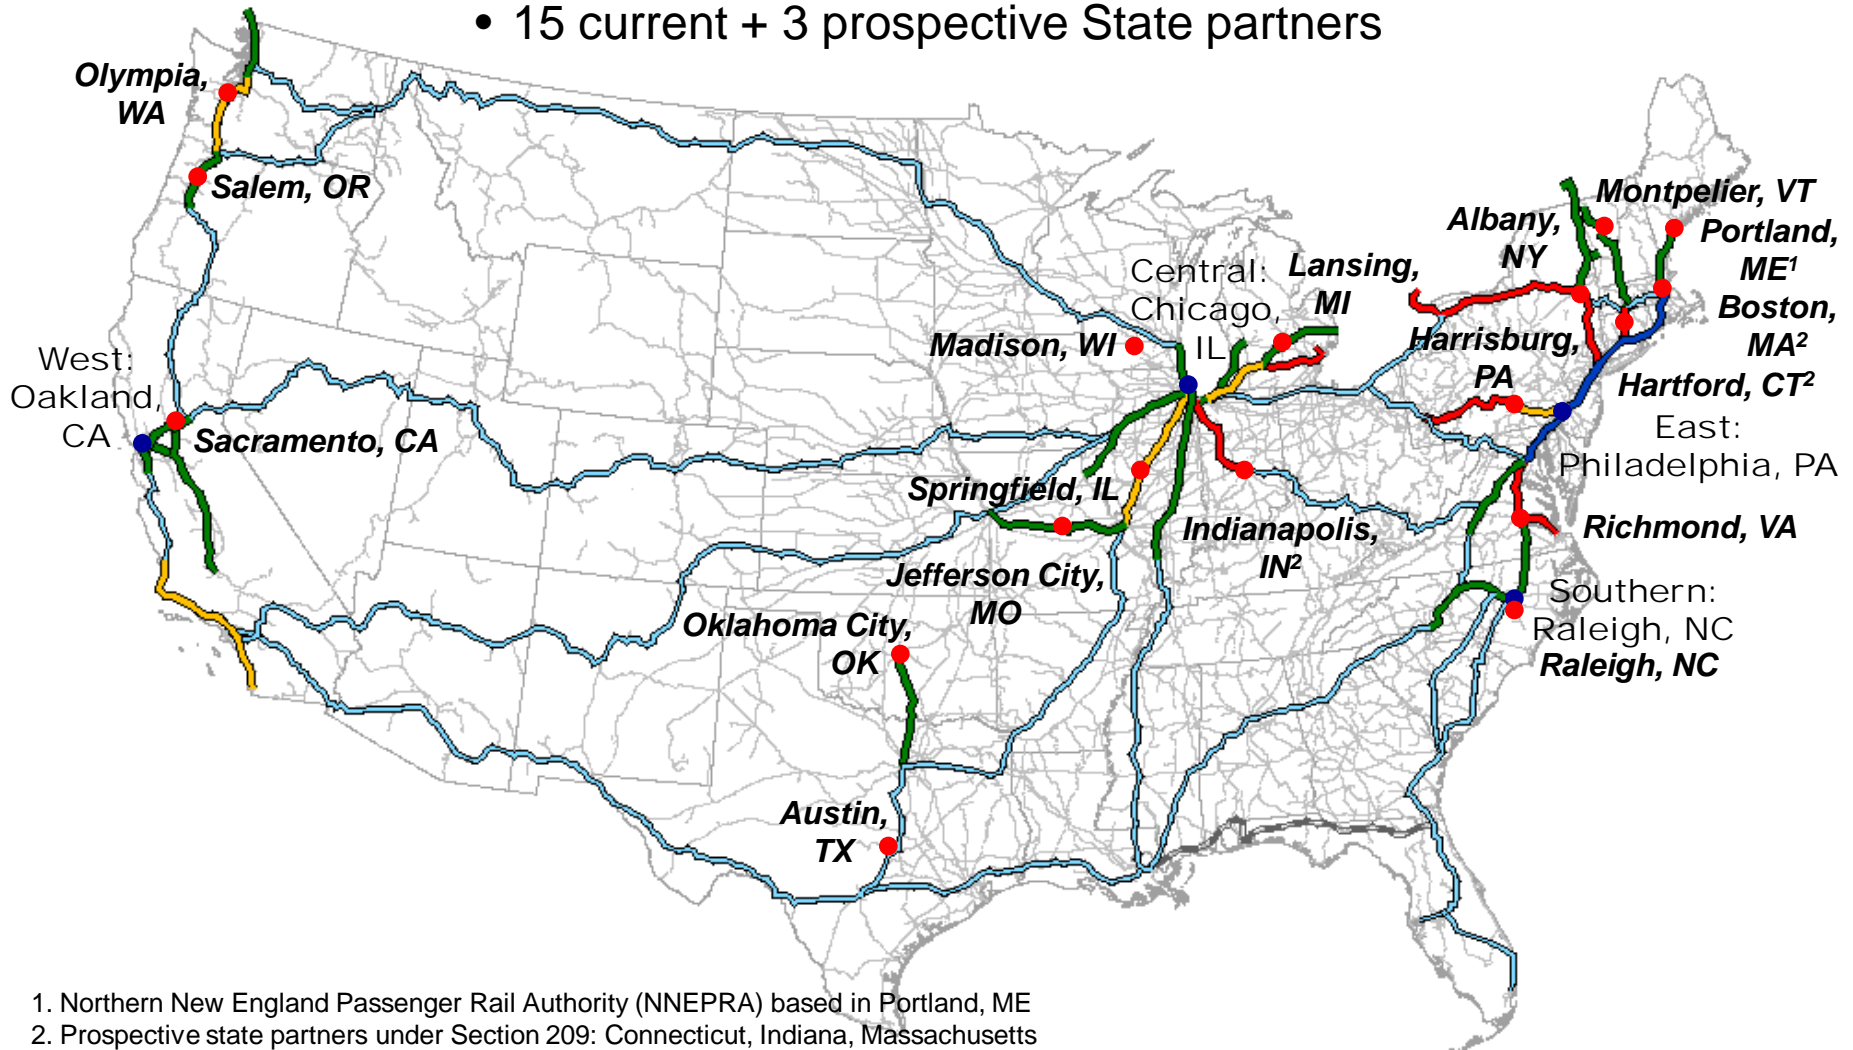 • 15 current + 3 prospective State partners
Olympia,
WA
Salem, OR
West:
Oakland,
CA
Sacramento, CA
Central:
Chicago,
IL
Madison, WI
Lansing,
MI
Springfield, IL
Indianapolis,
IN²
Jefferson City,
MO
Oklahoma City,
OK
Austin,
TX
Albany,
NY
Montpelier, VT
Portland,
ME¹
Boston,
MA²
Harrisburg,
PA
Hartford, CT²
East:
Philadelphia, PA
Richmond, VA
Southern:
Raleigh, NC
Raleigh, NC
1. Northern New England Passenger Rail Authority (NNEPRA) based in Portland, ME
2. Prospective state partners under Section 209: Connecticut, Indiana, Massachusetts